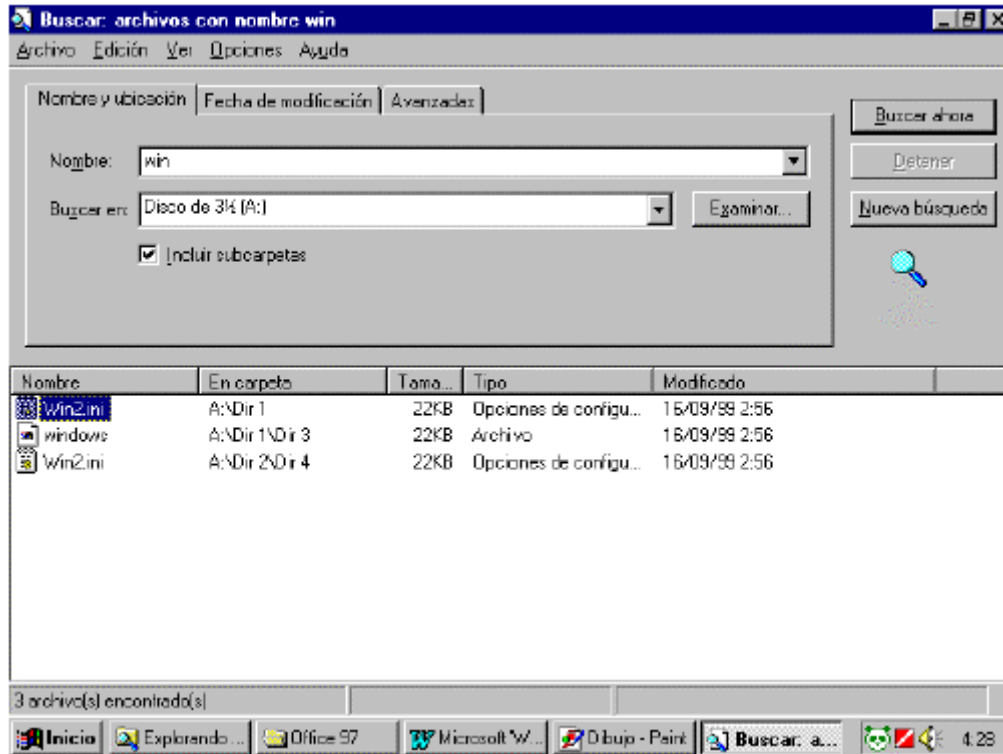 Buscar: archivos con nombre win
Archivo Edición Ver Opciones Ayuda
Nombre y ubicación Fecha de modificación Avanzadas
Buscar ahora
Nombre: win
Detener
Buscar en: Disco de 3½ (A:) Examinar...
Nueva búsqueda
Incluir subcarpetas
Nombre En carpeta Tama... Tipo Modificado
Win2.ini A:\Dir 1 22KB Opciones de configu... 16/09/99 2:56
windows A:\Dir 1\Dir 3 22KB Archivo 16/09/99 2:56
Win2.ini A:\Dir 2\Dir 4 22KB Opciones de configu... 16/09/99 2:56
3 archivo(s) encontrado(s)
Inicio Explorando ... Office 97 Microsoft W... Dibujo - Paint Buscar: a... 4:28